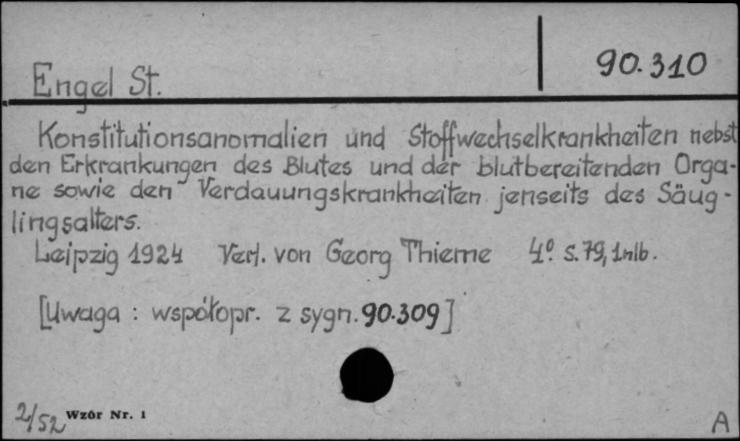 90.310
Engel St.
Konstitutionsanomalien und Stoffwechselkrankheiten nebst
den Erkrankungen des Blutes und der blutbereitenden Orga-
ne sowie den Verdauungskrankheiten jenseits des Säug-
lingsalters.
Leipzig 1924 Verl. von Georg Thieme 4º S. 79, 1nlb.
[Uwaga : współopr. z sygn. 90.309]
2/52 Wzór Nr. 1
A